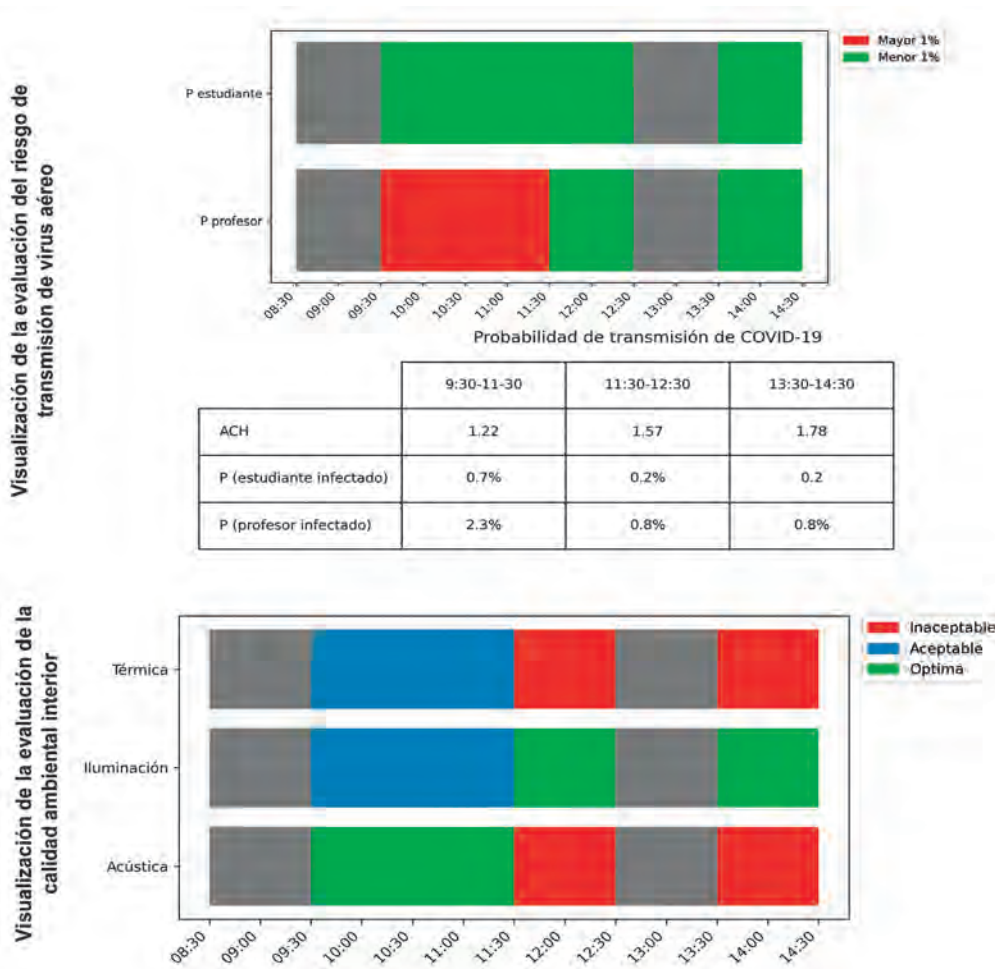 Visualización de la evaluación del riesgo de
transmisión de virus aéreo
Mayor 1%
Menor 1%
P estudiante
P profesor
08:30
09:00
09:30
10:00
10:30
11:00
11:30
12:00
12:30
13:00
13:30
14:00
14:30
Probabilidad de transmisión de COVID-19
9:30-11-30 11:30-12:30 13:30-14:30
ACH 1.22 1.57 1.78
P (estudiante infectado) 0.7% 0.2% 0.2
P (profesor infectado) 2.3% 0.8% 0.8%
Visualización de la evaluación de la
calidad ambiental interior
Inaceptable
Aceptable
Optima
Térmica
Iluminación
Acústica
08:30
09:00
09:30
10:00
10:30
11:00
11:30
12:00
12:30
13:00
13:30
14:00
14:30